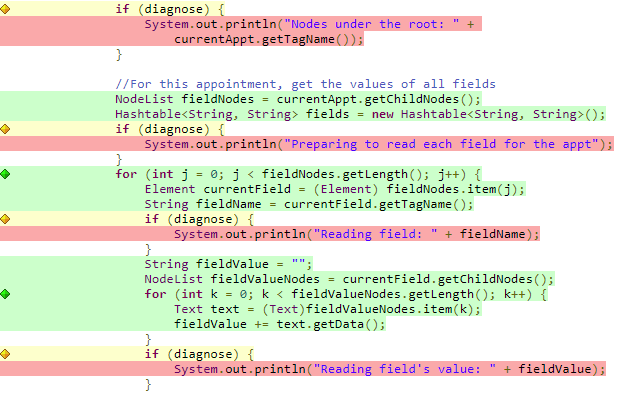 if (diagnose) {
System.out.println("Nodes under the root: " +
currentAppt.getTagName());
}
//For this appointment, get the values of all fields
NodeList fieldNodes = currentAppt.getChildNodes();
Hashtable<String, String> fields = new Hashtable<String, String>();
if (diagnose) {
System.out.println("Preparing to read each field for the appt");
}
for (int j = 0; j < fieldNodes.getLength(); j++) {
Element currentField = (Element) fieldNodes.item(j);
String fieldName = currentField.getTagName();
if (diagnose) {
System.out.println("Reading field: " + fieldName);
}
String fieldValue = "";
NodeList fieldValueNodes = currentField.getChildNodes();
for (int k = 0; k < fieldValueNodes.getLength(); k++) {
Text text = (Text)fieldValueNodes.item(k);
fieldValue += text.getData();
}
if (diagnose) {
System.out.println("Reading field's value: " + fieldValue);
}